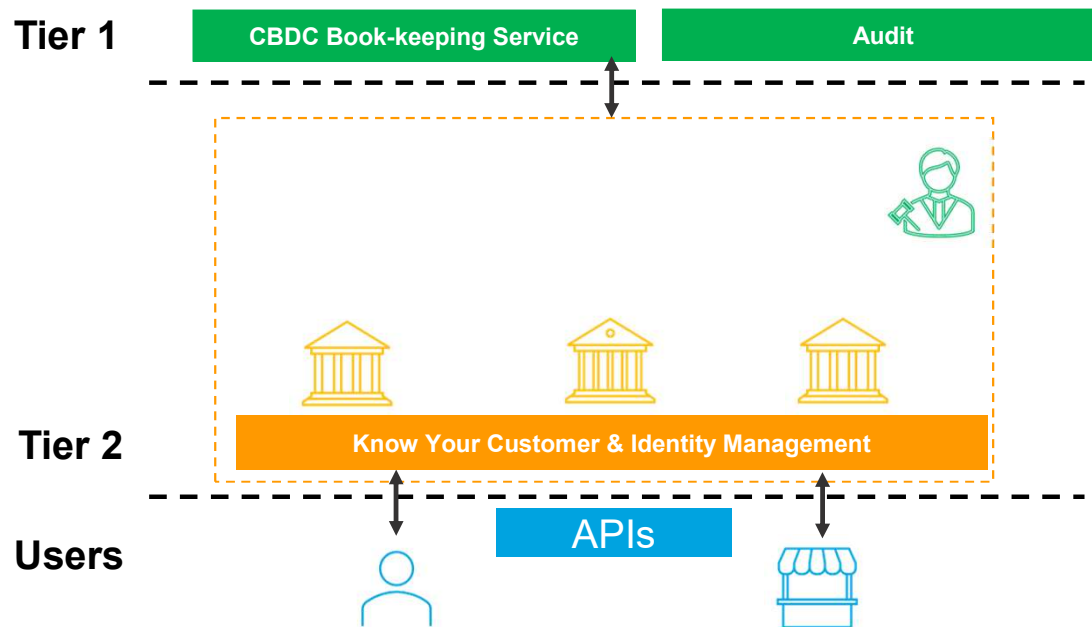 Tier 1
CBDC Book-keeping Service
Audit
Tier 2
Know Your Customer & Identity Management
APIs
Users